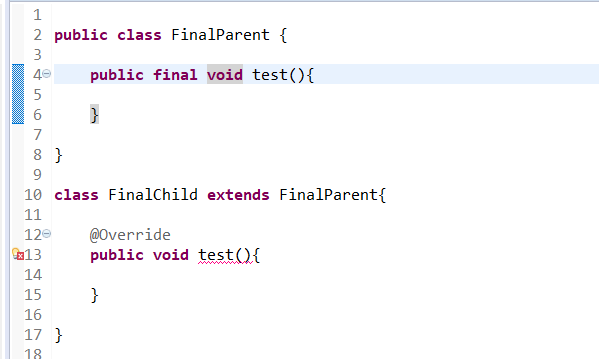 1
2 public class FinalParent {
3
4 public final void test(){
5
6 }
7
8 }
9
10 class FinalChild extends FinalParent{
11
12 @Override
13 public void test(){
14
15 }
16
17 }
18